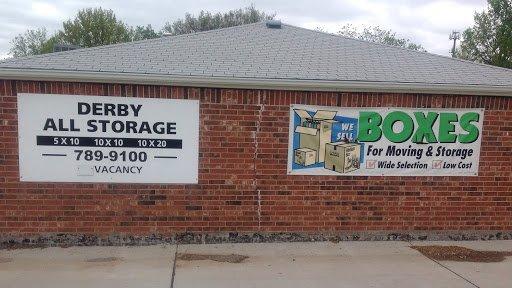 DERBY
ALL STORAGE
5 X 10 10 X 10 10 X 20
789-9100
VACANCY
WE SELL
BOXES
For Moving & Storage
Wide Selection Low Cost